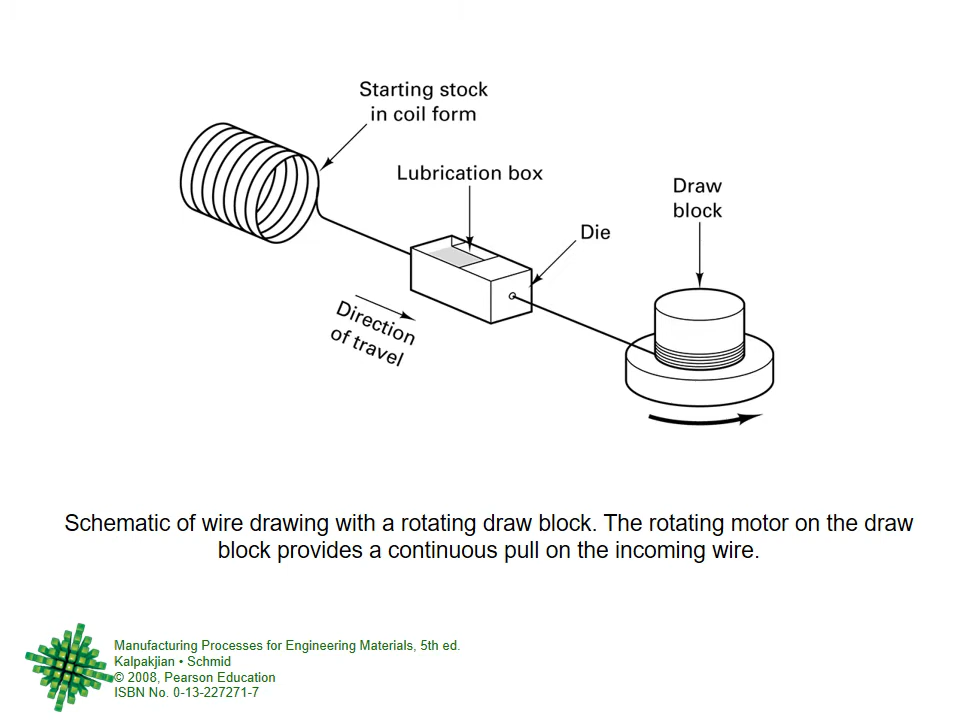 Starting stock
in coil form
Lubrication box
Draw
block
Die
Direction
of travel
Schematic of wire drawing with a rotating draw block. The rotating motor on the draw
block provides a continuous pull on the incoming wire.
Manufacturing Processes for Engineering Materials, 5th ed.
Kalpakjian • Schmid
© 2008, Pearson Education
ISBN No. 0-13-227271-7